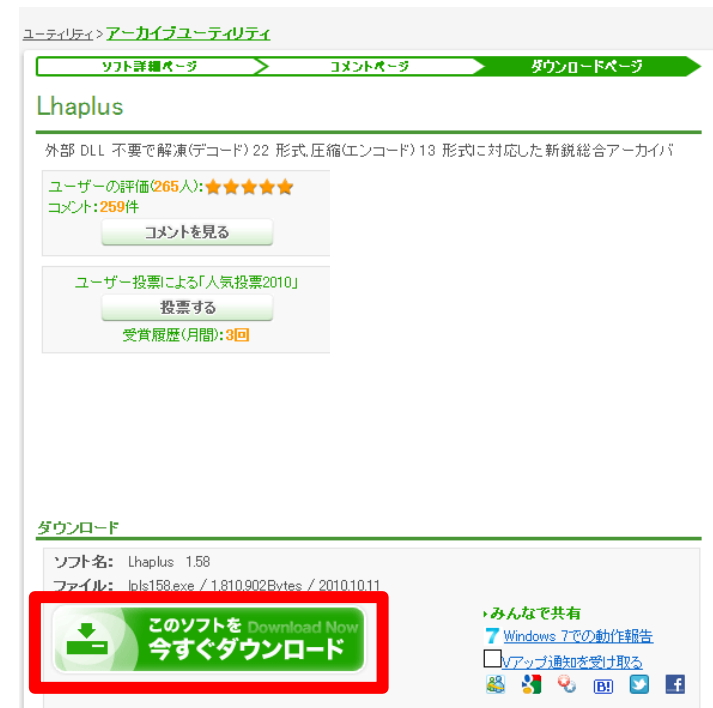 ユーティリティ > アーカイブユーティリティ
ソフト詳細ページ コメントページ ダウンロードページ
Lhaplus
外部 DLL 不要で解凍(デコード) 22 形式、圧縮(エンコード) 13 形式に対応した新鋭総合アーカイバ
ユーザーの評価(265人):★★★★★
コメント:259件
コメントを見る
ユーザー投票による「人気投票2010」
投票する
受賞履歴(月間):3回
ダウンロード
ソフト名: Lhaplus 1.58
ファイル: lpls158.exe / 1,810,902Bytes / 2010.10.11
このソフトを Download Now
今すぐダウンロード
みんなで共有
7 Windows 7での動作報告
Vアップ通知を受け取る
B!